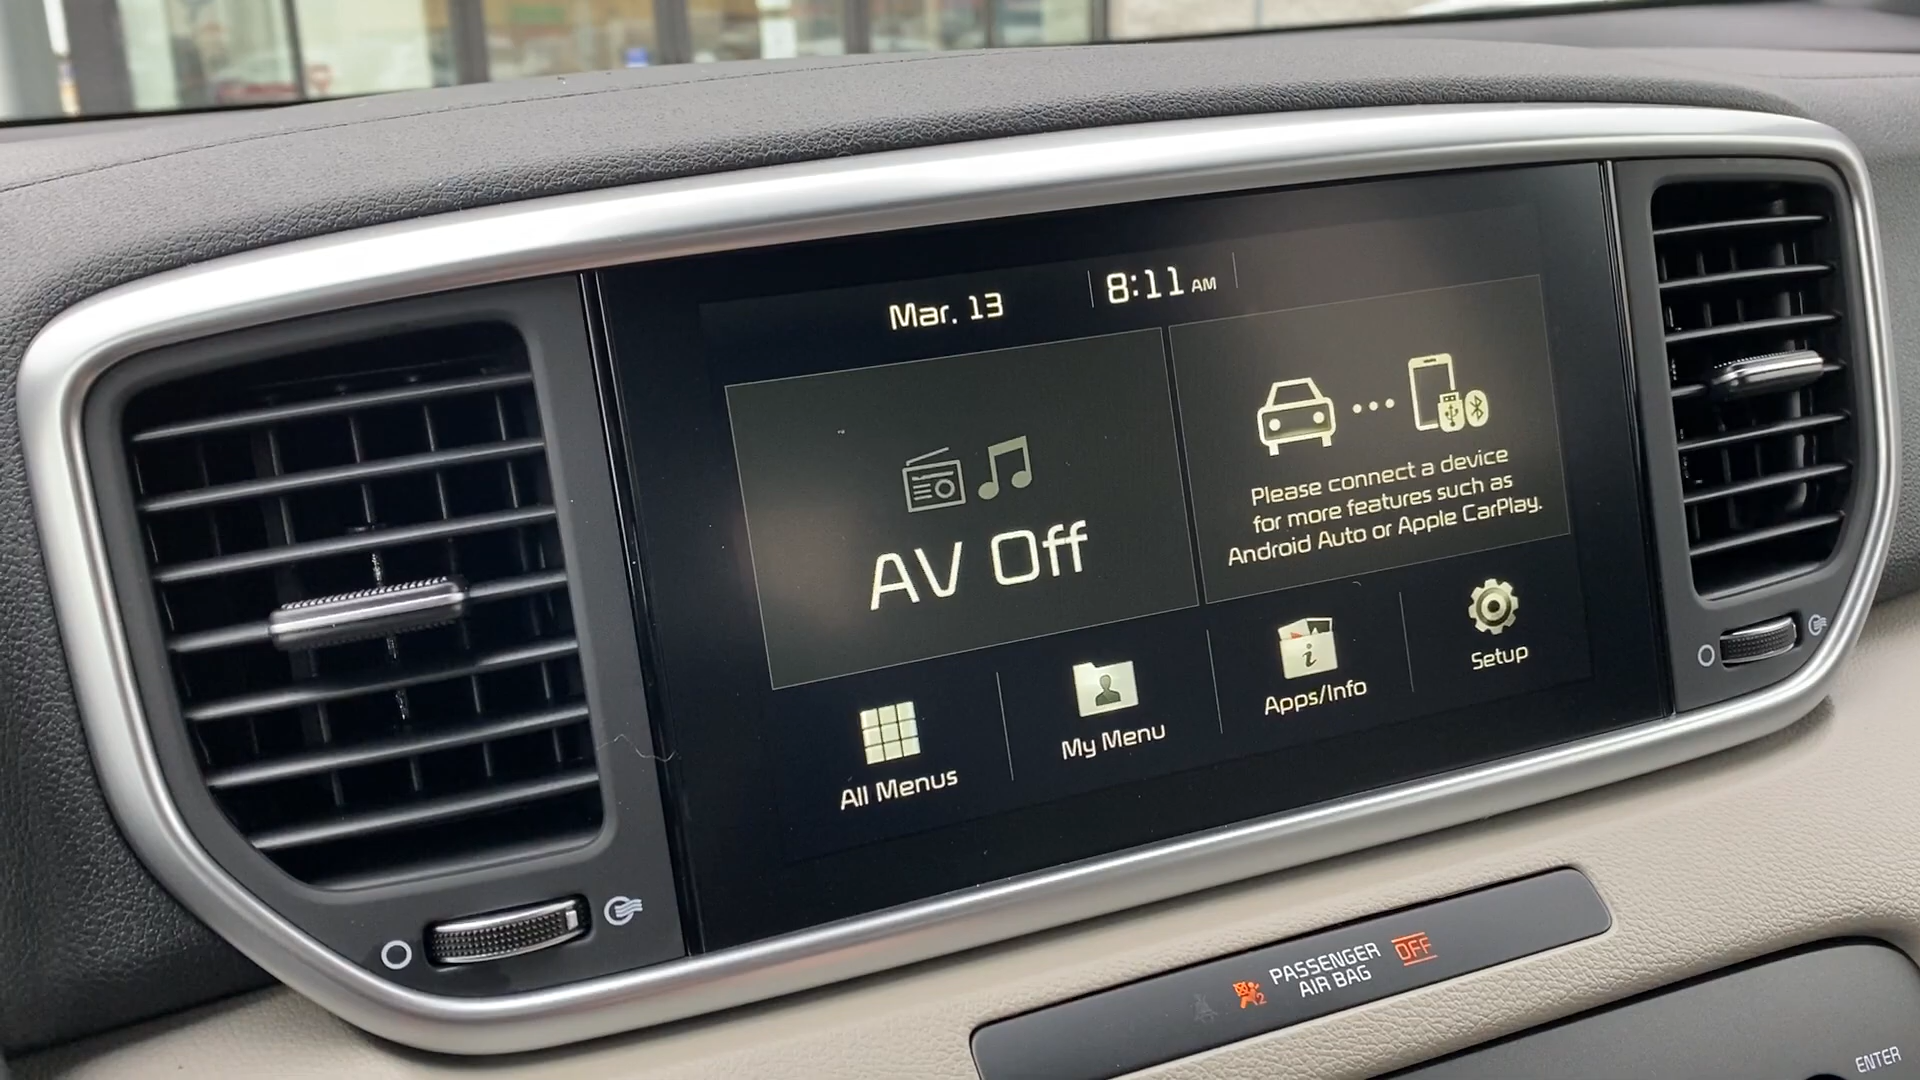 Mar. 13
8:11 AM
AV Off
Please connect a device
for more features such as
Android Auto or Apple CarPlay.
All Menus
My Menu
Apps/Info
Setup
PASSENGER
AIR BAG
OFF
2
ENTER